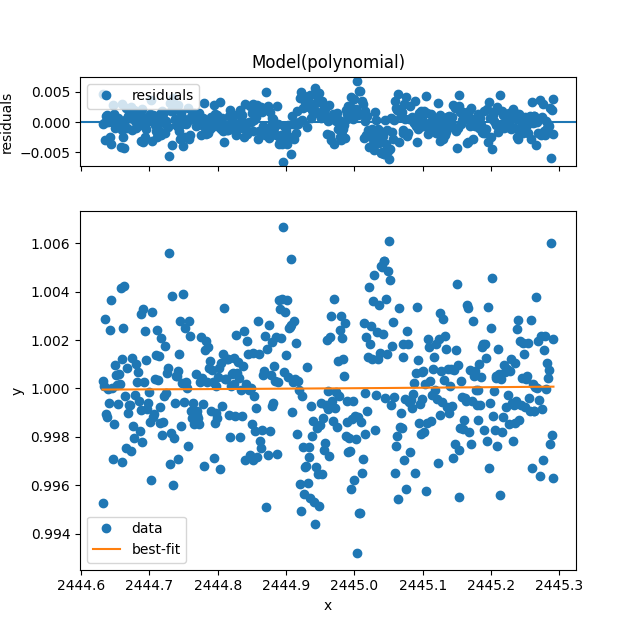 Model(polynomial)
residuals
0.005
0.000
−0.005
residuals
y
1.006
1.004
1.002
1.000
0.998
0.996
0.994
data
best-fit
2444.6 2444.7 2444.8 2444.9 2445.0 2445.1 2445.2 2445.3
x